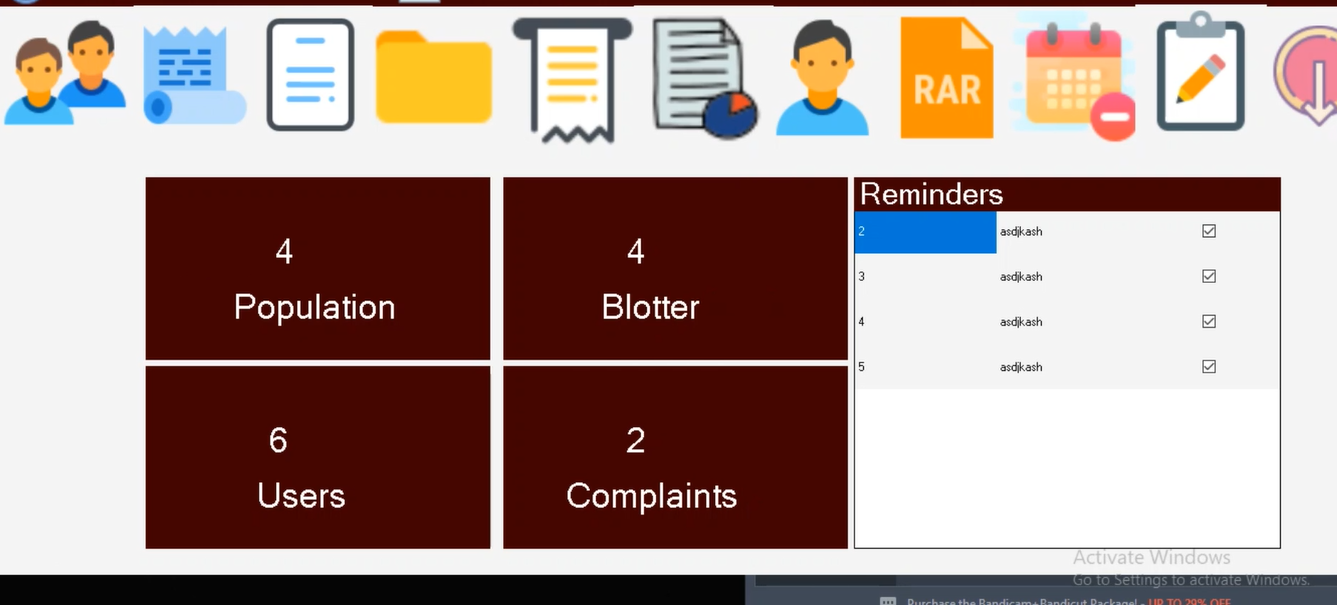 RAR
4
Population
4
Blotter
6
Users
2
Complaints
Reminders
2 asdjkash
3 asdjkash
4 asdjkash
5 asdjkash
Activate Windows
Go to Settings to activate Windows.
Purchase the Bandicam+Bandicut Package! - UP TO 29% OFF